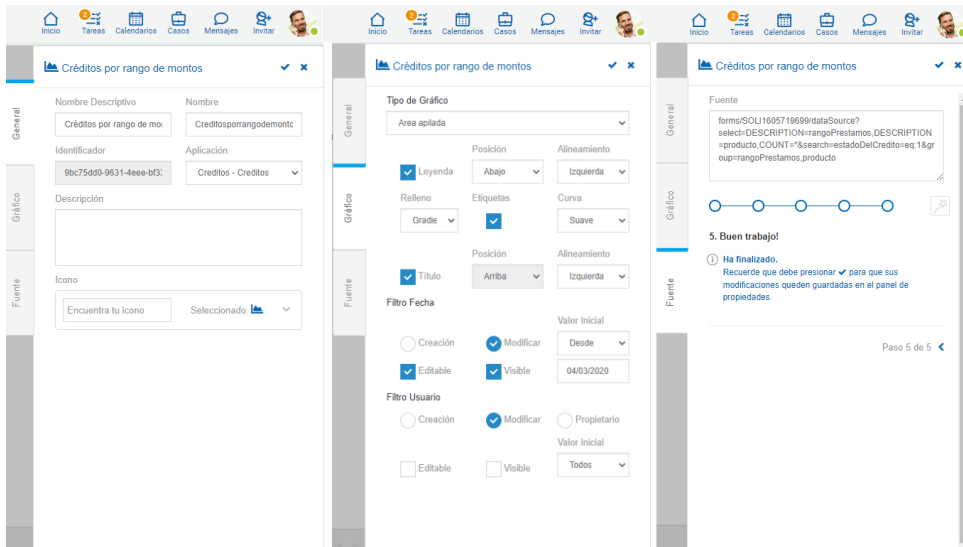 Inicio
2
Tareas
Calendarios
Casos
Mensajes
Invitar
Créditos por rango de montos
General
Gráfico
Fuente
Nombre Descriptivo
Nombre
Créditos por rango de mo
Creditosporrangodemonto
Identificador
Aplicación
9bc75dd0-9631-4eee-bf3
Creditos - Creditos
Descripción
Icono
Encuentra tu icono
Seleccionado:
Inicio
2
Tareas
Calendarios
Casos
Mensajes
Invitar
Créditos por rango de montos
General
Gráfico
Fuente
Tipo de Gráfico
Area apilada
Posición
Alineamiento
Leyenda
Abajo
Izquierda
Relleno
Etiquetas
Curva
Gradie
Suave
Posición
Alineamiento
Título
Arriba
Izquierda
Filtro Fecha
Valor Inicial
Creación
Modificar
Desde
Editable
Visible
04/03/2020
Filtro Usuario
Creación
Modificar
Propietario
Valor Inicial
Editable
Visible
Todos
Inicio
2
Tareas
Calendarios
Casos
Mensajes
Invitar
Créditos por rango de montos
General
Gráfico
Fuente
Fuente
forms/SOLI1605719699/dataSource?
select=DESCRIPTION=rangoPrestamos,DESCRIPTION
=producto,COUNT=*&search=estadoDelCredito=eq:1&gr
oup=rangoPrestamos,producto
5. Buen trabajo!
Ha finalizado.
Recuerde que debe presionar ✓ para que sus
modificaciones queden guardadas en el panel de
propiedades.
Paso 5 de 5